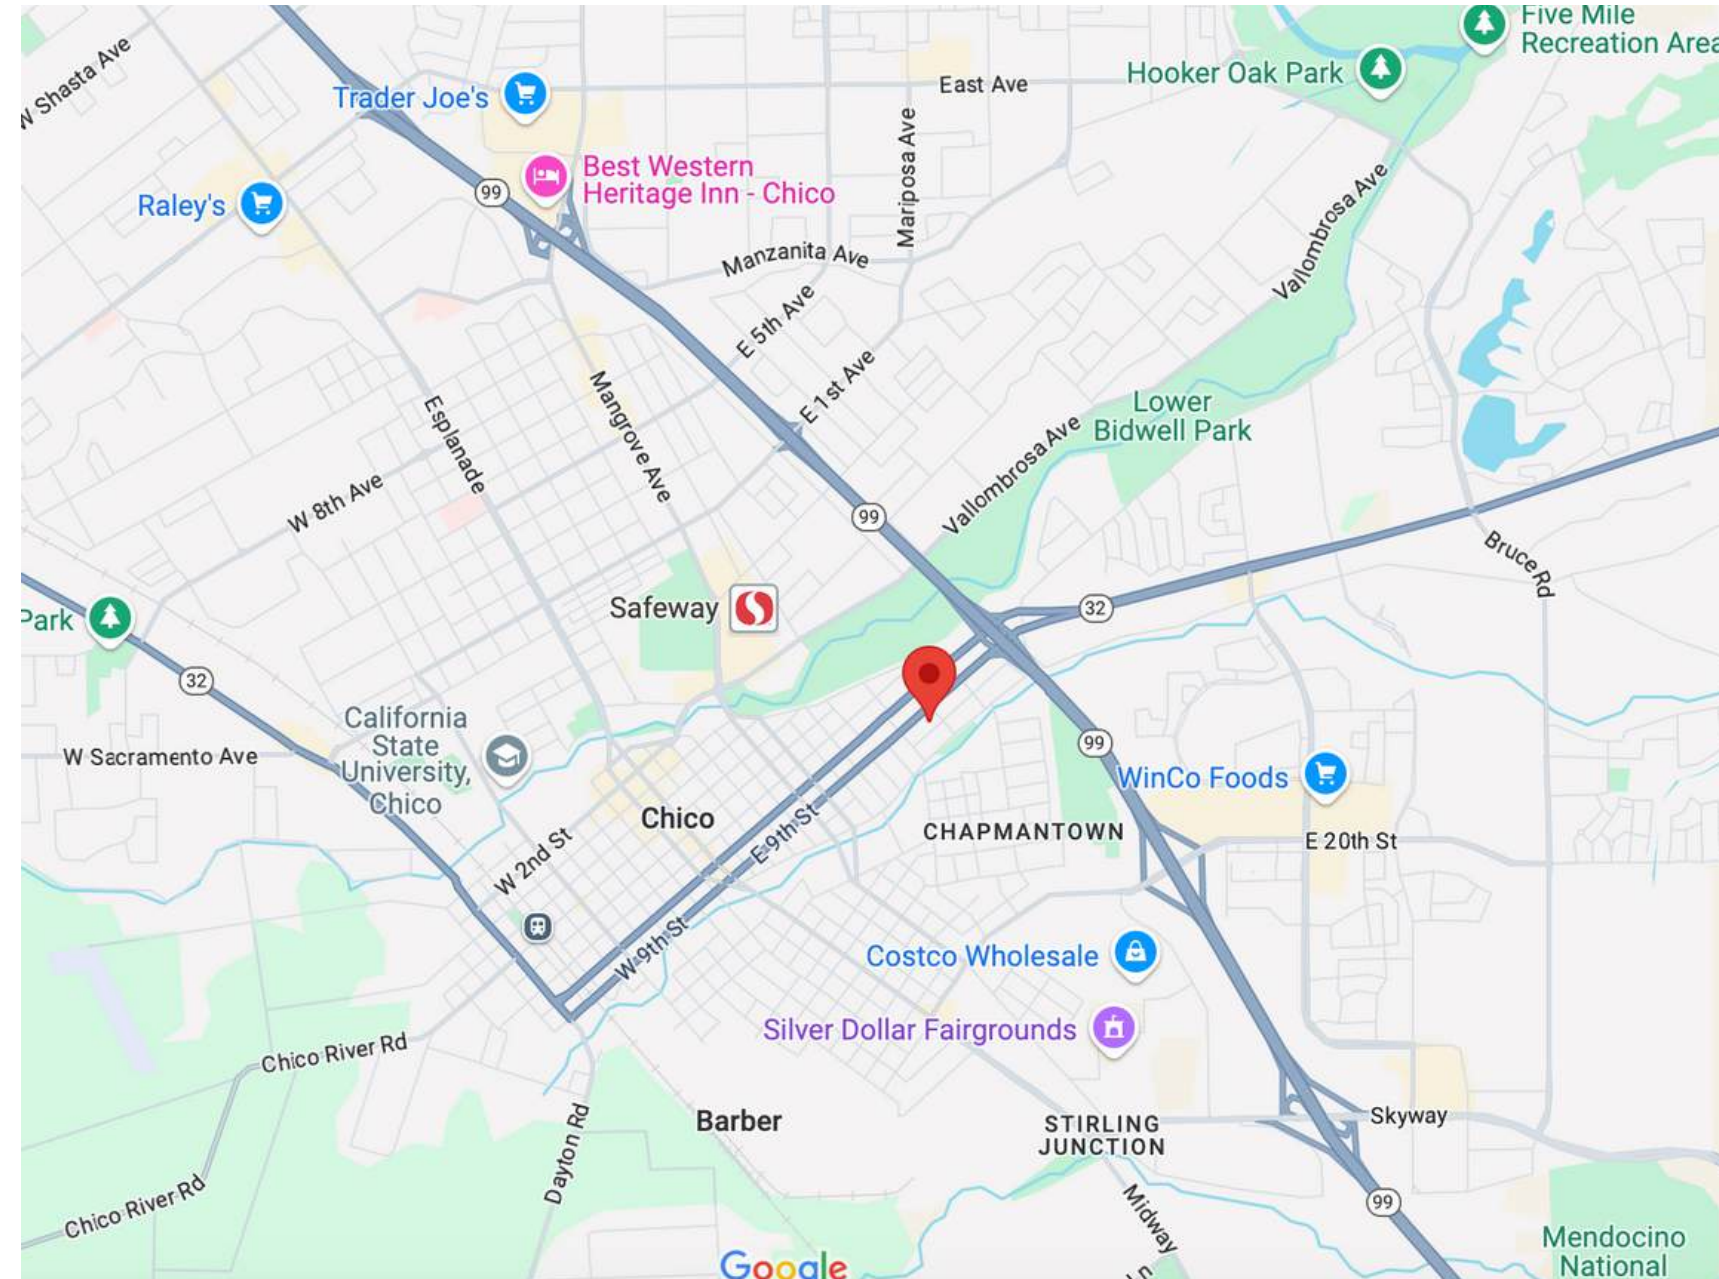 Five Mile
Recreation Area
W Shasta Ave
Hooker Oak Park
East Ave
Trader Joe's
Mariposa Ave
Best Western
Heritage Inn - Chico
99
Raley's
Vallombrosa Ave
Manzanita Ave
E 5th Ave
E 1st Ave
Esplanade
Mangrove Ave
Lower
Bidwell Park
Vallombrosa Ave
W 8th Ave
99
Bruce Rd
Safeway
32
Park
32
California
State
University,
Chico
W Sacramento Ave
99
WinCo Foods
Chico
CHAPMANTOWN
E 9th St
E 20th St
W 2nd St
W 9th St
Costco Wholesale
Silver Dollar Fairgrounds
Chico River Rd
Barber
STIRLING
JUNCTION
Skyway
Dayton Rd
Chico River Rd
99
Midway
Mendocino
National
Google
Ln